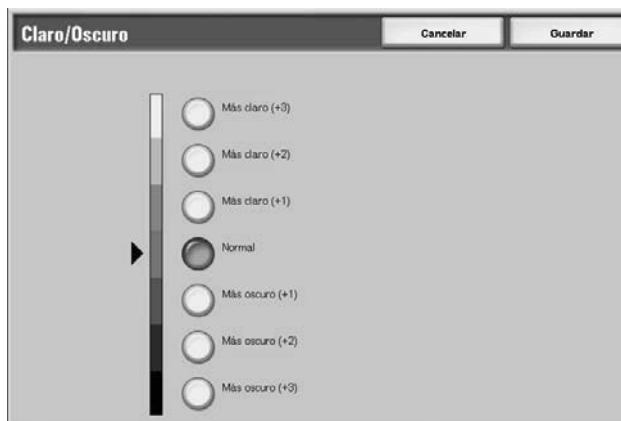 Claro/Oscuro
Cancelar
Guardar
Más claro (+3)
Más claro (+2)
Más claro (+1)
Normal
Más oscuro (+1)
Más oscuro (+2)
Más oscuro (+3)